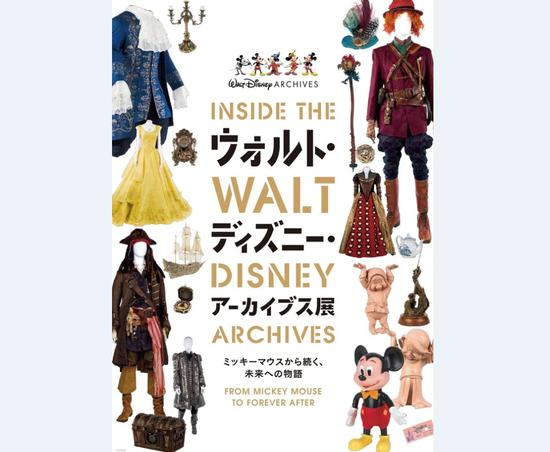 WALT DISNEY ARCHIVES
INSIDE THE
ウォルト・
WALT
ディズニー・
DISNEY
アーカイブス展
ARCHIVES
ミッキーマウスから続く、
未来への物語
FROM MICKEY MOUSE
TO FOREVER AFTER